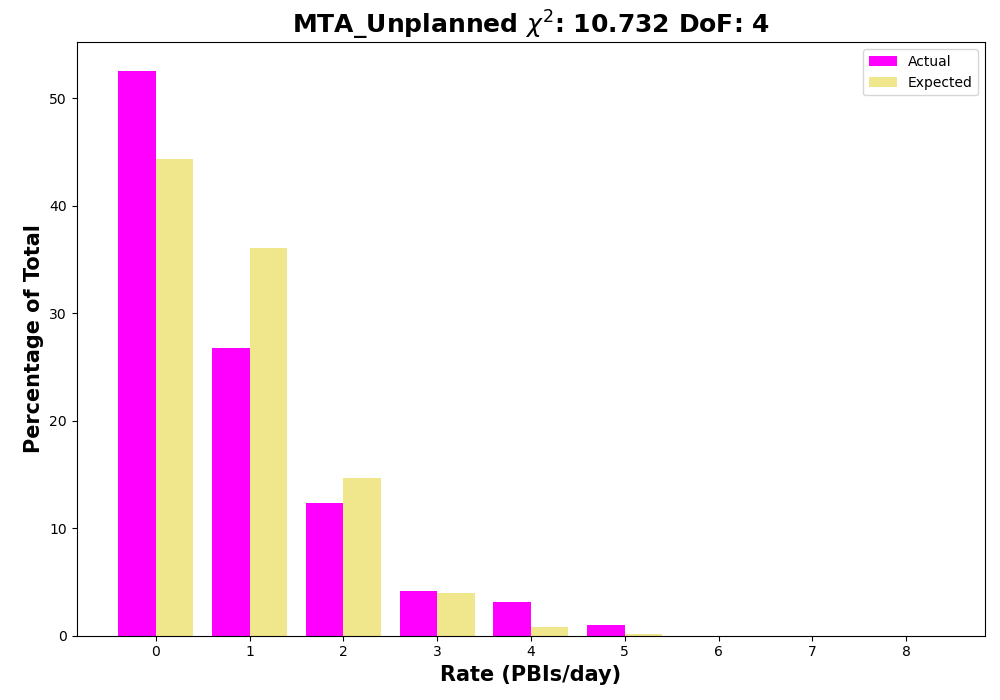 MTA_Unplanned χ²: 10.732 DoF: 4
Actual
Expected
Percentage of Total
50
40
30
20
10
0
0 1 2 3 4 5 6 7 8
Rate (PBIs/day)